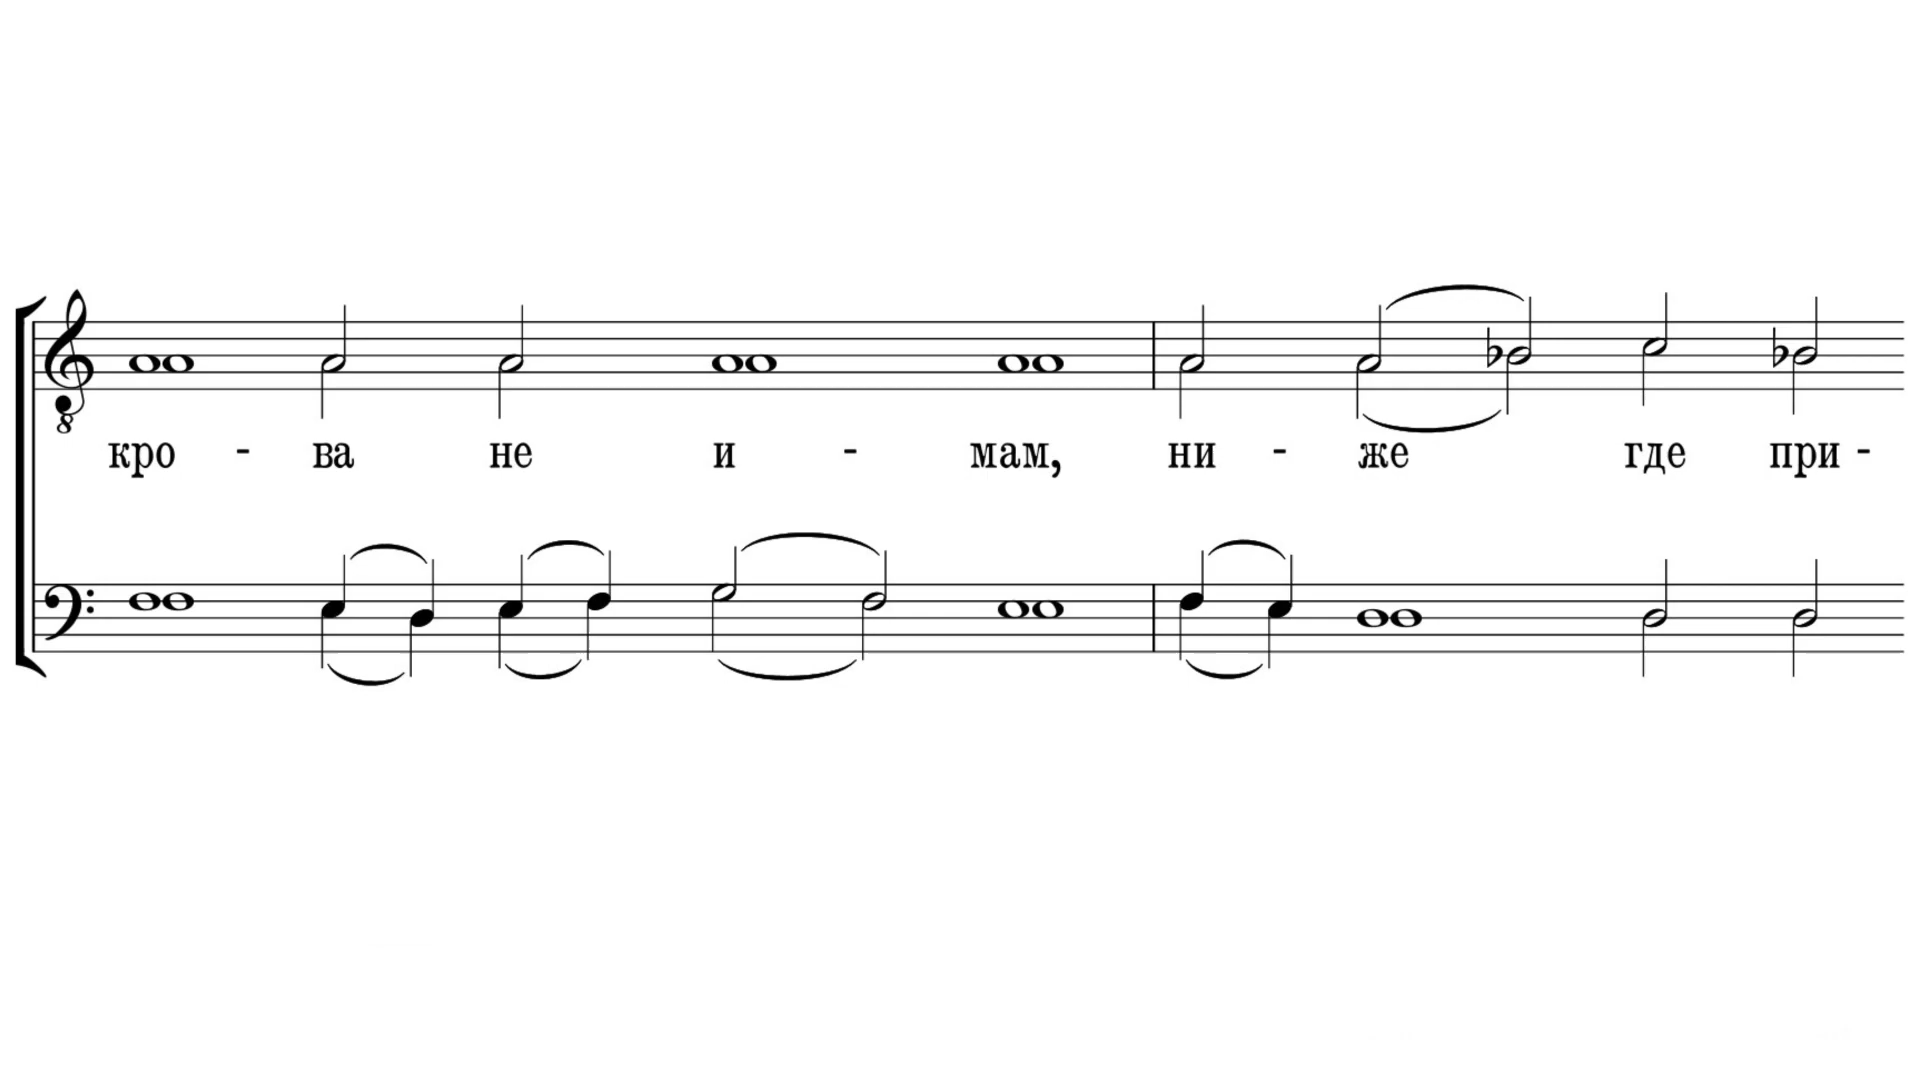 кро - ва не и - мам, ни - же где при -